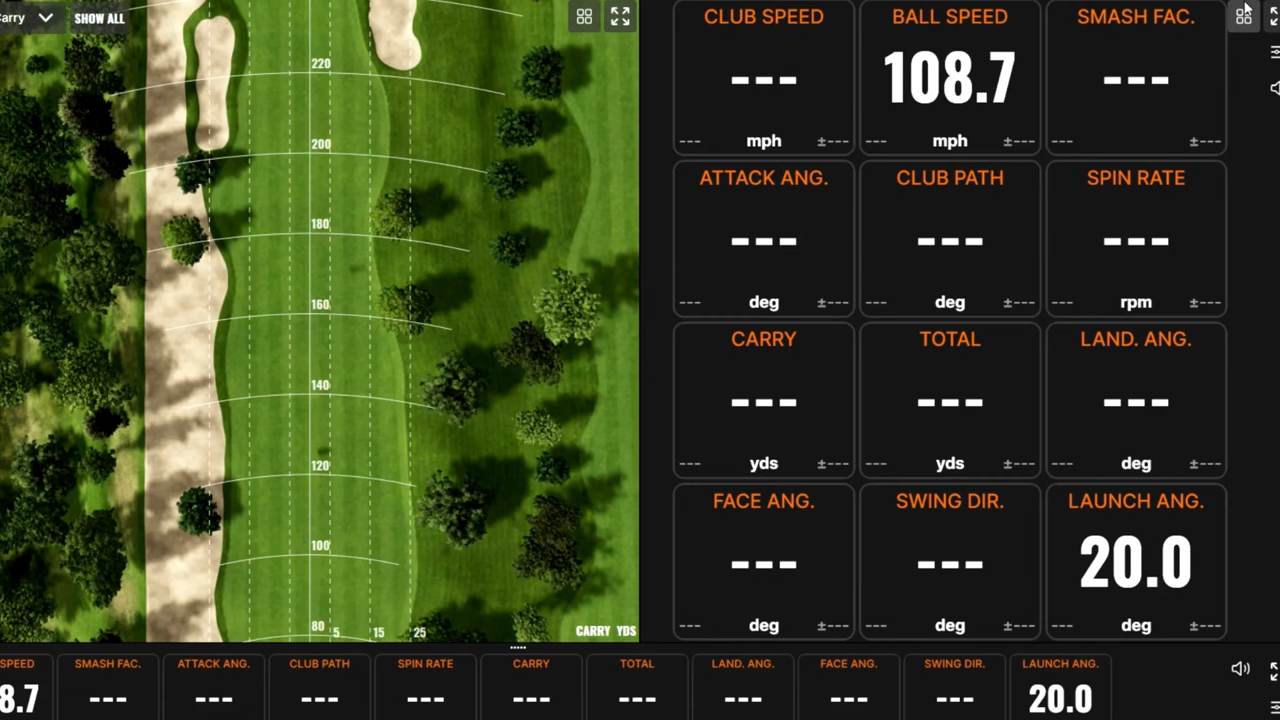 arry
SHOW ALL
220
200
180
160
140
120
100
80
5
15
25
CARRY YDS
CLUB SPEED
---
--- mph ±---
BALL SPEED
108.7
mph ±---
SMASH FAC.
---
--- ±---
ATTACK ANG.
---
--- deg ±---
CLUB PATH
---
--- deg ±---
SPIN RATE
---
--- rpm ±---
CARRY
---
--- yds ±---
TOTAL
---
--- yds ±---
LAND. ANG.
---
--- deg ±---
FACE ANG.
---
--- deg ±---
SWING DIR.
---
--- deg ±---
LAUNCH ANG.
20.0
--- deg ±---
SPEED
8.7
SMASH FAC.
---
ATTACK ANG.
---
CLUB PATH
---
SPIN RATE
---
CARRY
---
TOTAL
---
LAND. ANG.
---
FACE ANG.
---
SWING DIR.
---
LAUNCH ANG.
20.0